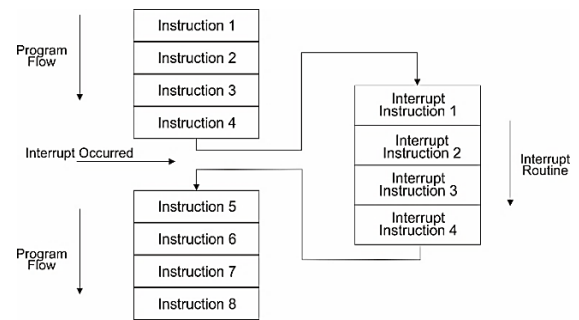 Program
Flow
Instruction 1
Instruction 2
Instruction 3
Instruction 4
Interrupt Occurred
Interrupt
Instruction 1
Interrupt
Instruction 2
Interrupt
Instruction 3
Interrupt
Instruction 4
Interrupt
Routine
Program
Flow
Instruction 5
Instruction 6
Instruction 7
Instruction 8